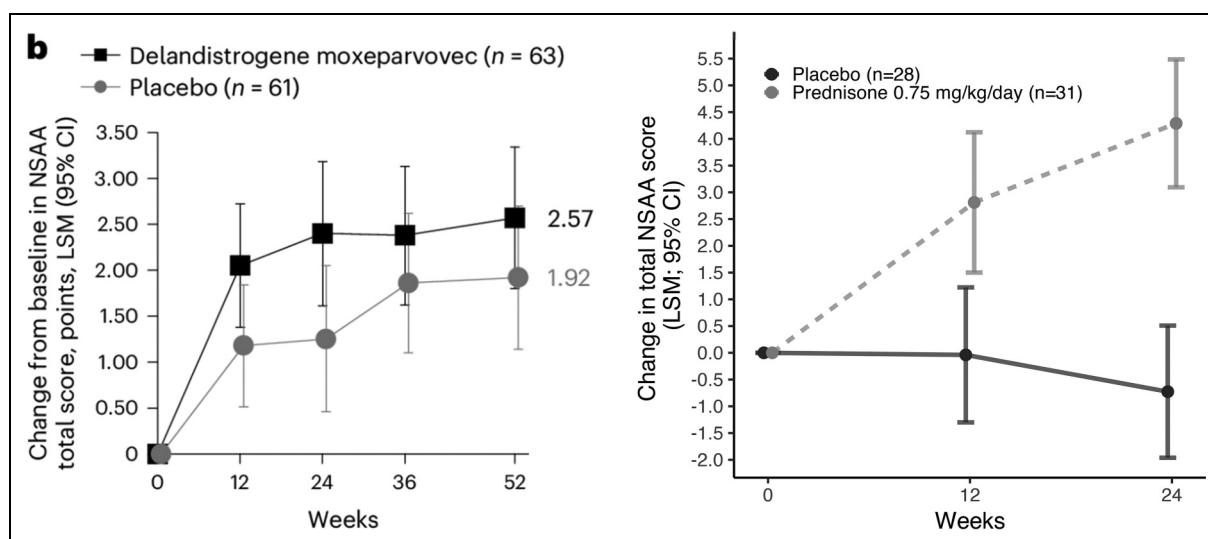 b
Delandistrogene moxeparvovec (n = 63)
Placebo (n = 61)
Change from baseline in NSAA
total score, points, LSM (95% CI)
3.50
3.00
2.50
2.00
1.50
1.00
0.50
0
2.57
1.92
0 12 24 36 52
Weeks
Placebo (n=28)
Prednisone 0.75 mg/kg/day (n=31)
Change in total NSAA score
(LSM; 95% CI)
5.5
5.0
4.5
4.0
3.5
3.0
2.5
2.0
1.5
1.0
0.5
0.0
-0.5
-1.0
-1.5
-2.0
0 12 24
Weeks